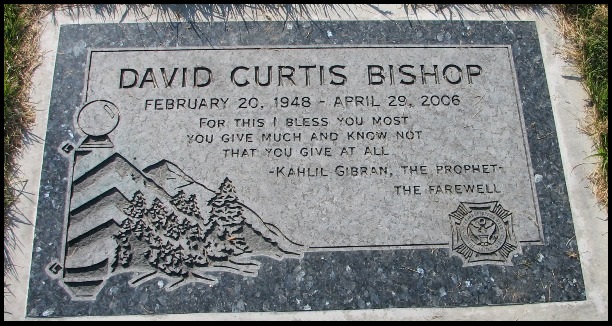 DAVID CURTIS BISHOP
FEBRUARY 20, 1948 - APRIL 29, 2006
FOR THIS I BLESS YOU MOST
YOU GIVE MUCH AND KNOW NOT
THAT YOU GIVE AT ALL
-KAHLIL GIBRAN, THE PROPHET-
THE FAREWELL